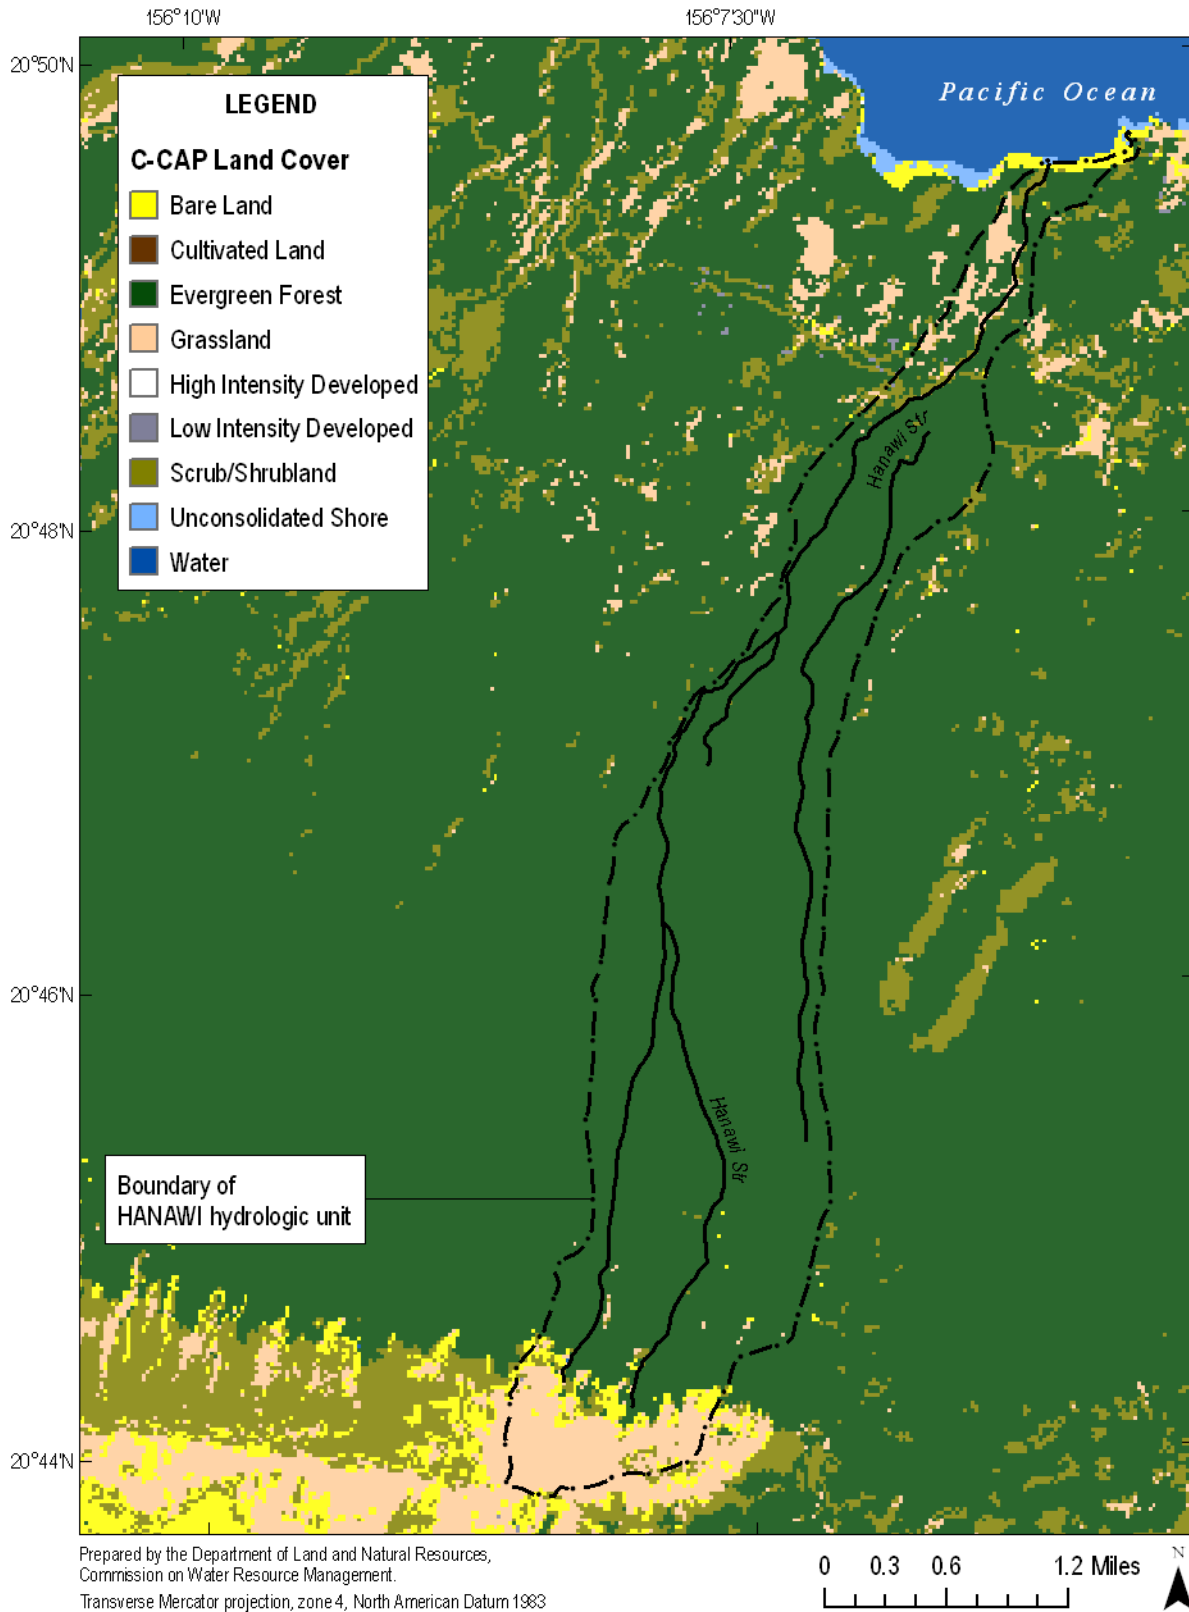 156°10'W
156°7'30"W
20°50'N
LEGEND
C-CAP Land Cover
Bare Land
Cultivated Land
Evergreen Forest
Grassland
High Intensity Developed
Low Intensity Developed
Scrub/Shrubland
Unconsolidated Shore
Water
Pacific Ocean
Hanawi Str
20°48'N
20°46'N
Hanawi Str
Boundary of
HANAWI hydrologic unit
20°44'N
Prepared by the Department of Land and Natural Resources,
Commission on Water Resource Management.
Transverse Mercator projection, zone 4, North American Datum 1983
0 0.3 0.6 1.2 Miles
N